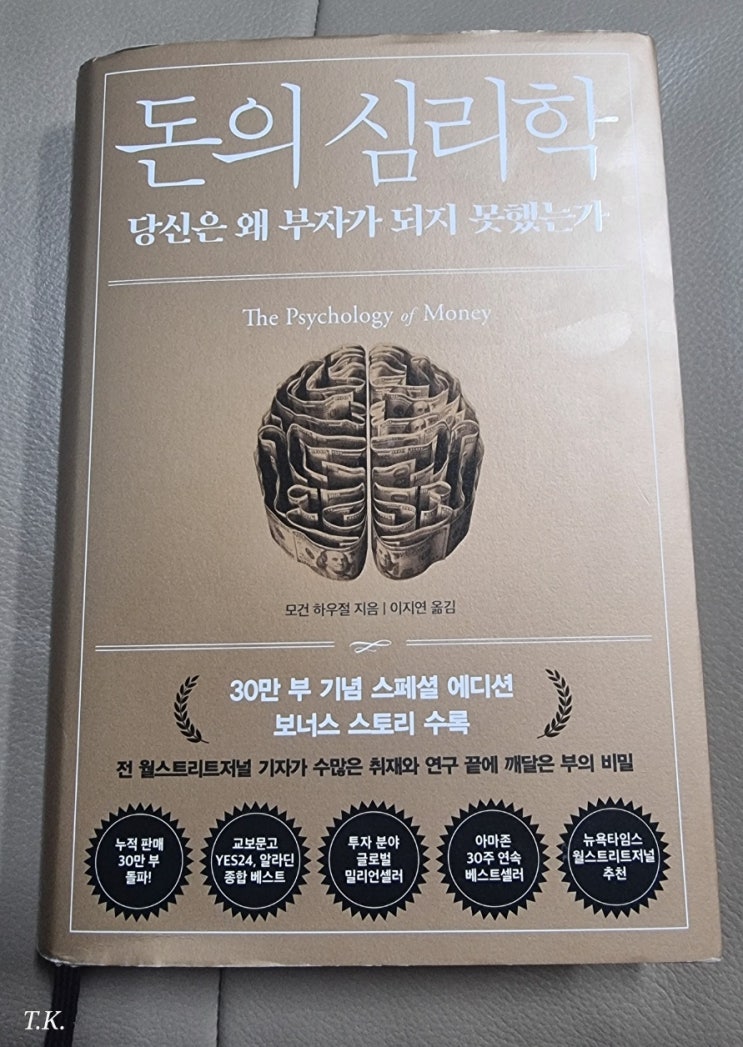 돈의 심리학
당신은 왜 부자가 되지 못했는가
The Psychology of Money
모건 하우절 지음 | 이지연 옮김
30만 부 기념 스페셜 에디션
보너스 스토리 수록
전 월스트리트저널 기자가 수많은 취재와 연구 끝에 깨달은 부의 비밀
누적 판매
30만 부
돌파!
교보문고
YES24, 알라딘
종합 베스트
투자 분야
글로벌
밀리언셀러
아마존
30주 연속
베스트셀러
뉴욕타임스
월스트리트저널
추천
T.K.